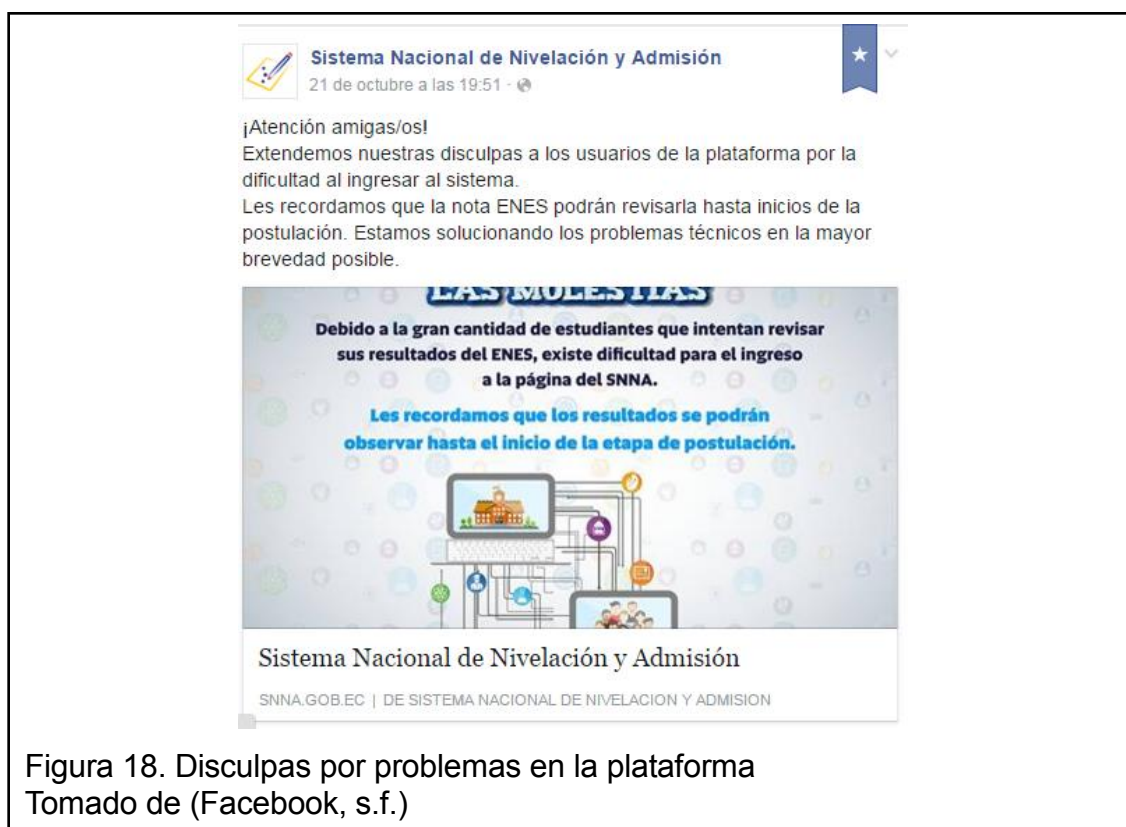 Sistema Nacional de Nivelación y Admisión
21 de octubre a las 19:51 ·
¡Atención amigas/os!
Extendemos nuestras disculpas a los usuarios de la plataforma por la
dificultad al ingresar al sistema.
Les recordamos que la nota ENES podrán revisarla hasta inicios de la
postulación. Estamos solucionando los problemas técnicos en la mayor
brevedad posible.
LAS MOLESTIAS
Debido a la gran cantidad de estudiantes que intentan revisar
sus resultados del ENES, existe dificultad para el ingreso
a la página del SNNA.
Les recordamos que los resultados se podrán
observar hasta el inicio de la etapa de postulación.
Sistema Nacional de Nivelación y Admisión
SNNA.GOB.EC | DE SISTEMA NACIONAL DE NIVELACION Y ADMISION
Figura 18. Disculpas por problemas en la plataforma
Tomado de (Facebook, s.f.)